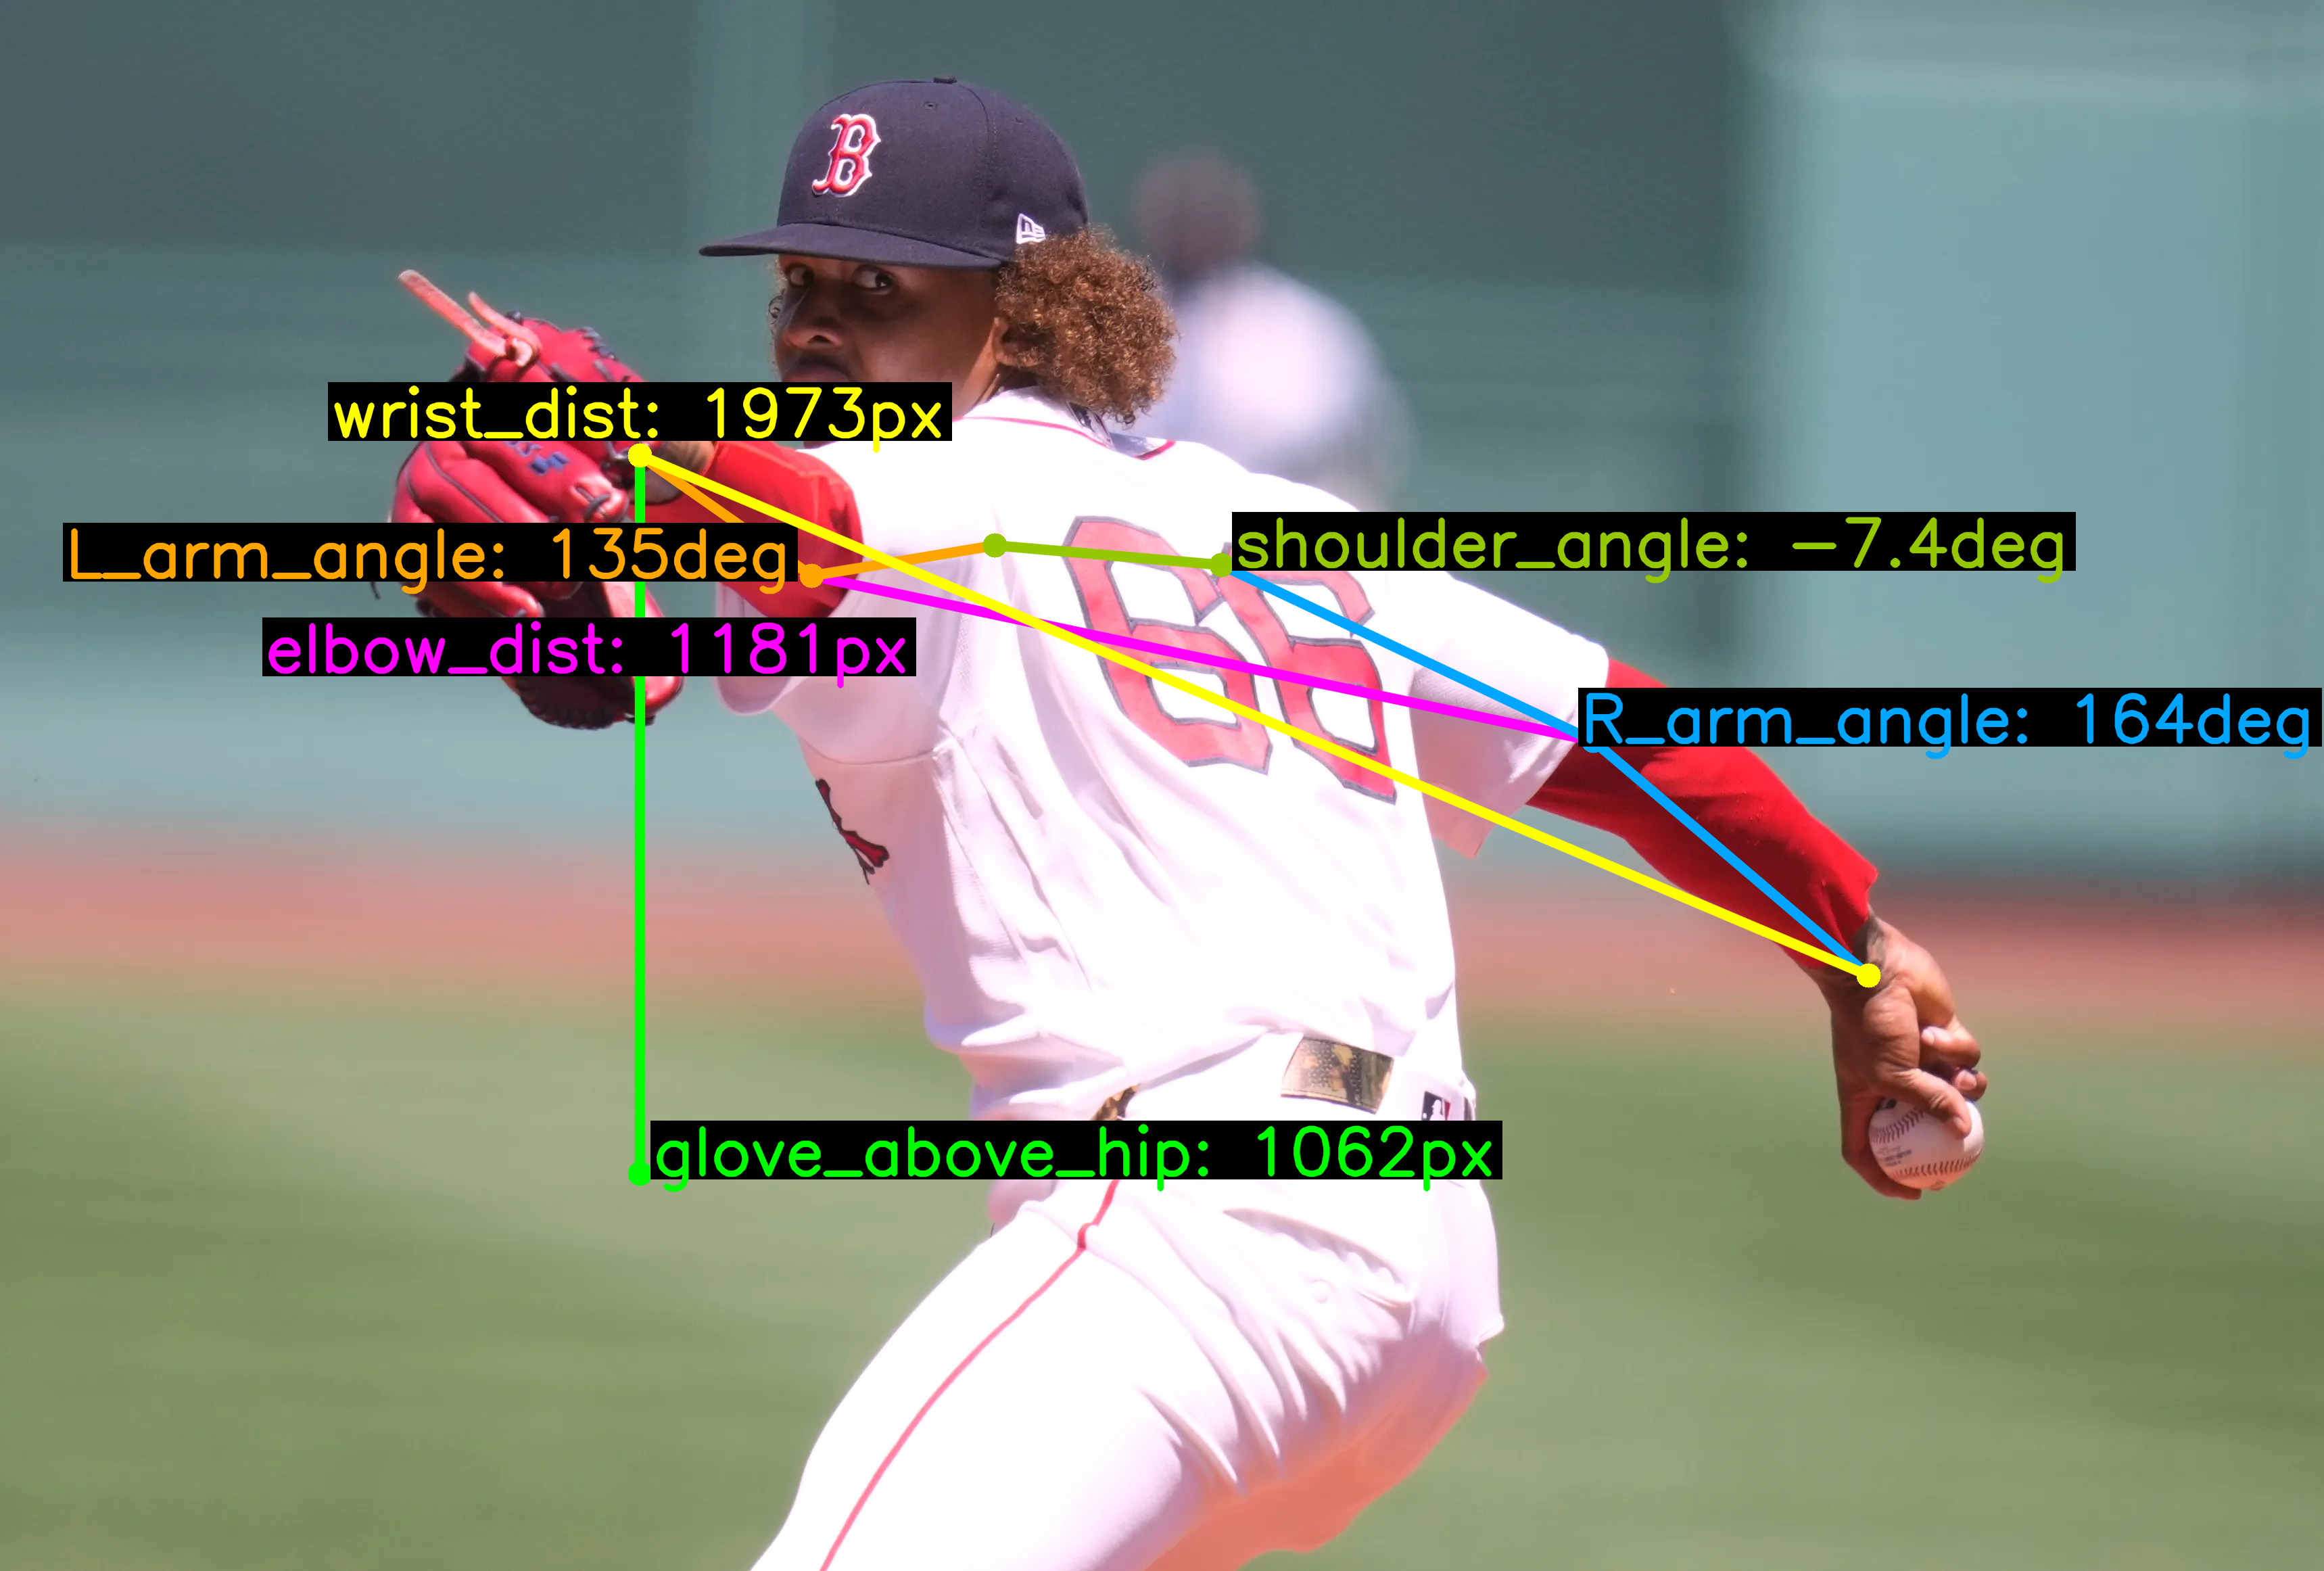 B
wrist_dist: 1973px
L_arm_angle: 135deg
shoulder_angle: -7.4deg
elbow_dist: 1181px
66
R_arm_angle: 164deg
glove_above_hip: 1062px